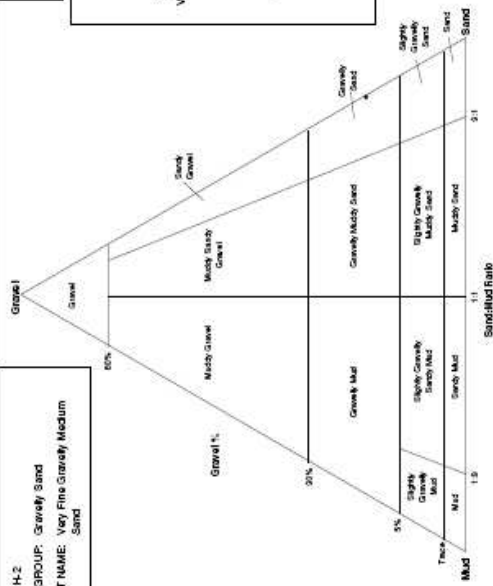 H-2
GROUP: Gravelly Sand
T NAME: Very Fine Gravelly Medium
Sand
Gravel
Gravel
80%
Sandy
Gravel
Muddy Gravel
Muddy Sandy
Gravel
Gravel %
30%
Gravelly Mud
Gravelly Muddy Sand
Gravelly
Sand
5%
Slightly
Gravelly
Mud
Slightly Gravelly
Sandy Mud
Slightly Gravelly
Muddy Sand
Slightly
Gravelly
Sand
Trace
Mud
Sandy Mud
Muddy Sand
Sand
Mud
1:9
1:1
9:1
Sand
Sand:Mud Ratio